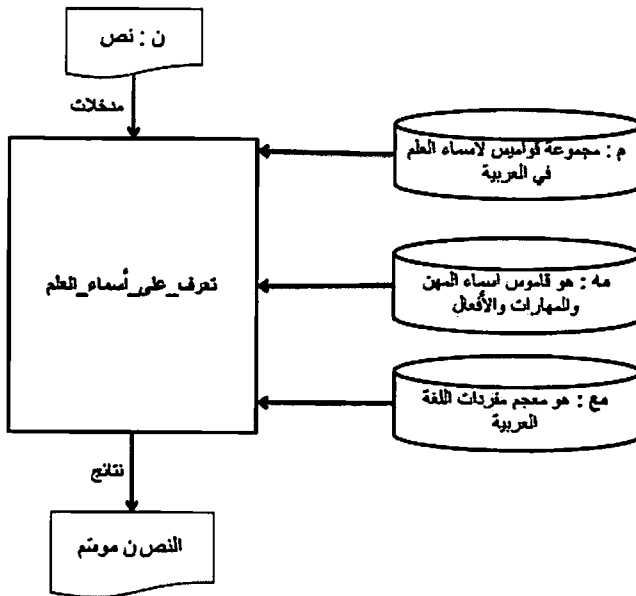 ن : نص
مدخلات
م : مجموعة قواميس لاسماء العلم
في العربية
تعرف_على_أسماء_العلم
مه : هو قاموس اسماء المهن
والمهارات والأفعال
مع : هو معجم مفردات اللغة
العربية
نتائج
النص ن موسّم